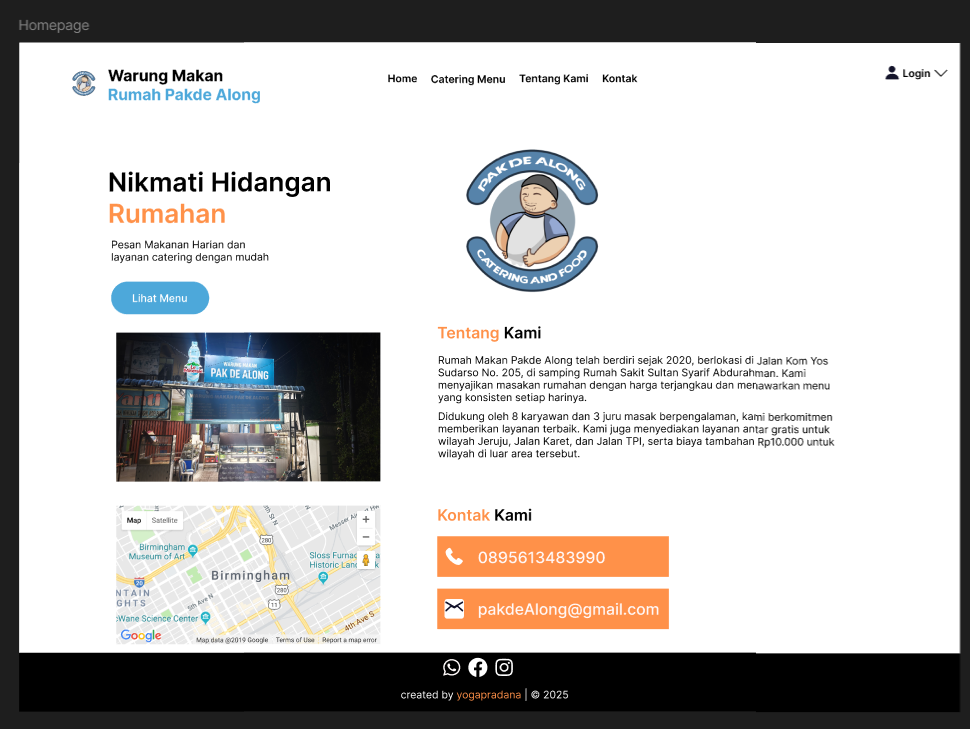 Homepage
Warung Makan
Rumah Pakde Along
Home Catering Menu Tentang Kami Kontak
Login
Nikmati Hidangan
Rumahan
Pesan Makanan Harian dan
layanan catering dengan mudah
Lihat Menu
PAK DE ALONG
CATERING AND FOOD
WARUNG MAKAN
PAK DE ALONG
Tentang Kami
Rumah Makan Pakde Along telah berdiri sejak 2020, berlokasi di Jalan Kom Yos
Sudarso No. 205, di samping Rumah Sakit Sultan Syarif Abdurahman. Kami
menyajikan masakan rumahan dengan harga terjangkau dan menawarkan menu
yang konsisten setiap harinya.
Didukung oleh 8 karyawan dan 3 juru masak berpengalaman, kami berkomitmen
memberikan layanan terbaik. Kami juga menyediakan layanan antar gratis untuk
wilayah Jeruju, Jalan Karet, dan Jalan TPI, serta biaya tambahan Rp10.000 untuk
wilayah di luar area tersebut.
Map Satellite
Messer A
280
Birmingham
Museum of Art
Sloss Furnac
Historic Lan k
20
Birmingham
280
NTAIN
GHTS
11
5th Ave N
cWane Science Center
4th Ave S
Google
Map data @2019 Google Terms of Use Report a map error
Kontak Kami
0895613483990
pakdeAlong@gmail.com
created by yogapradana | © 2025